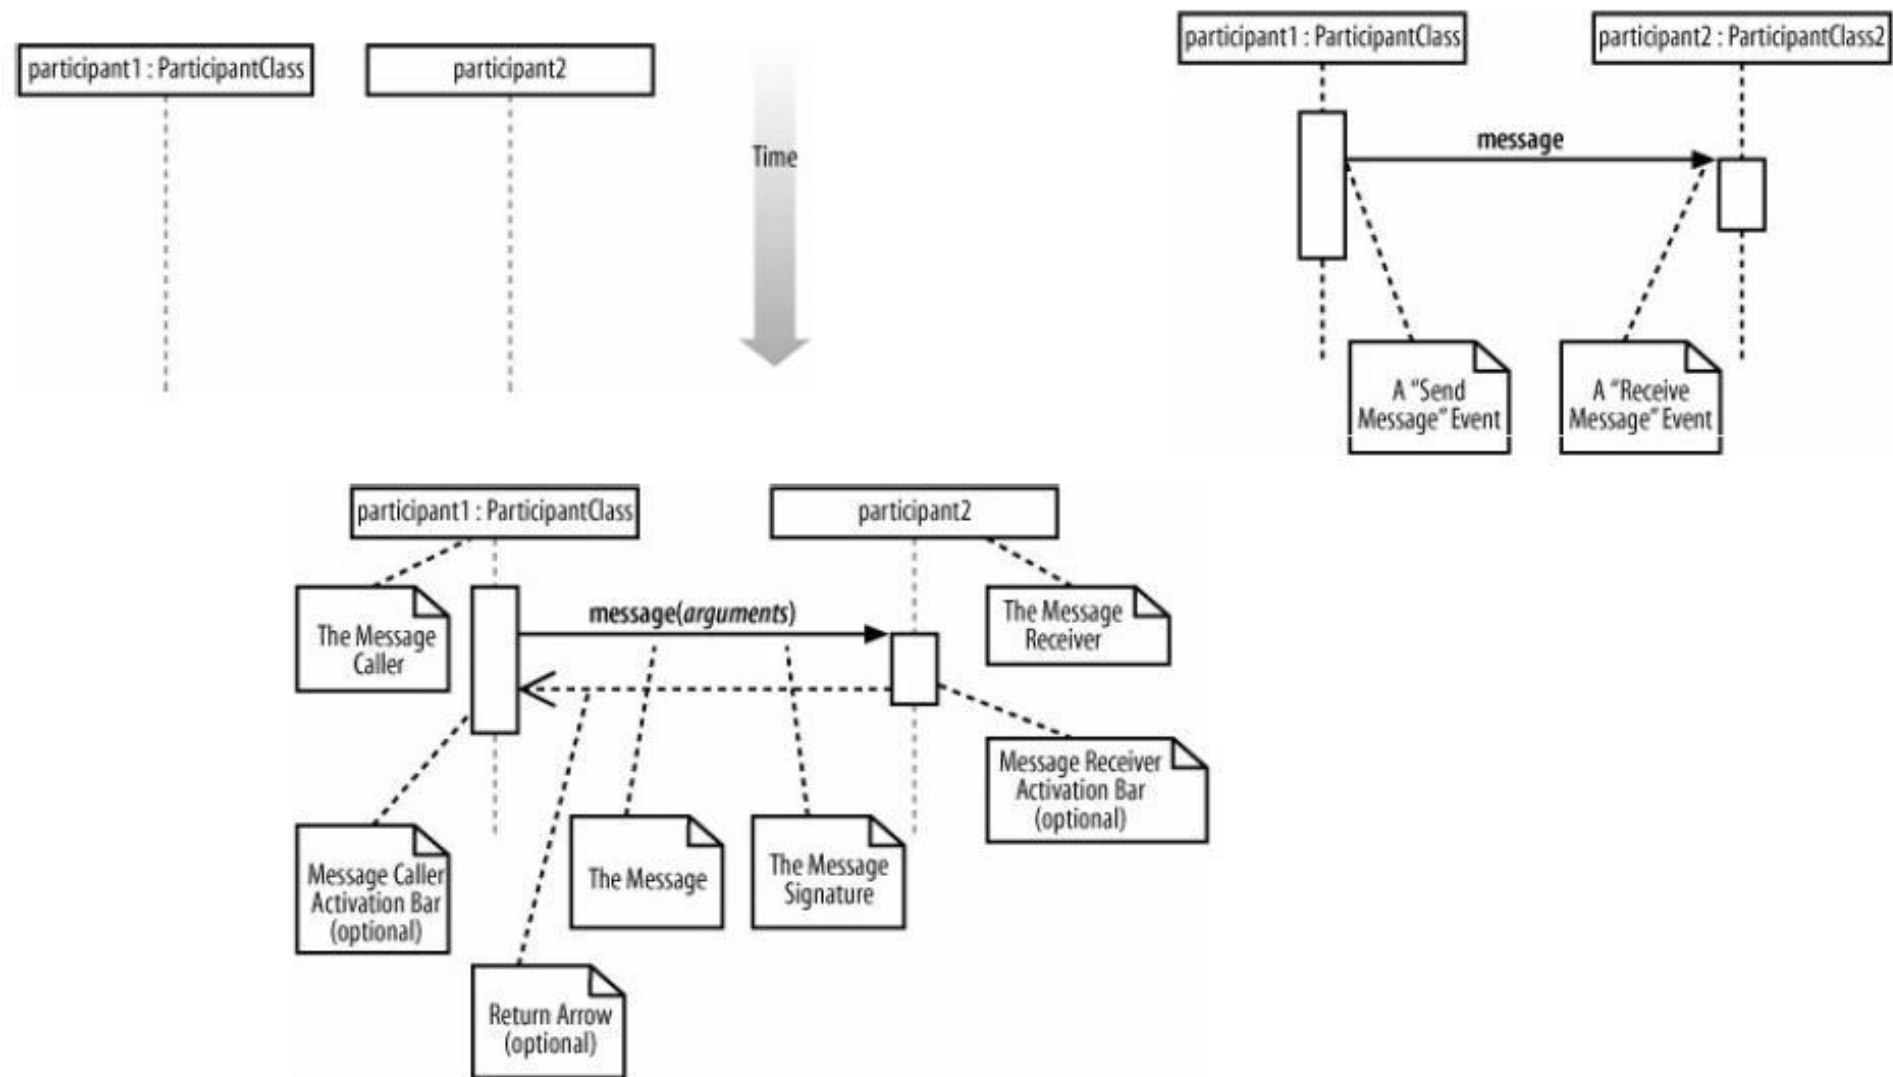 participant1 : ParticipantClass
participant2
Time
participant1 : ParticipantClass
participant2 : ParticipantClass2
message
A "Send
Message" Event
A "Receive
Message" Event
participant1 : ParticipantClass
participant2
The Message
Caller
message(arguments)
The Message
Receiver
Message Receiver
Activation Bar
(optional)
Message Caller
Activation Bar
(optional)
The Message
The Message
Signature
Return Arrow
(optional)